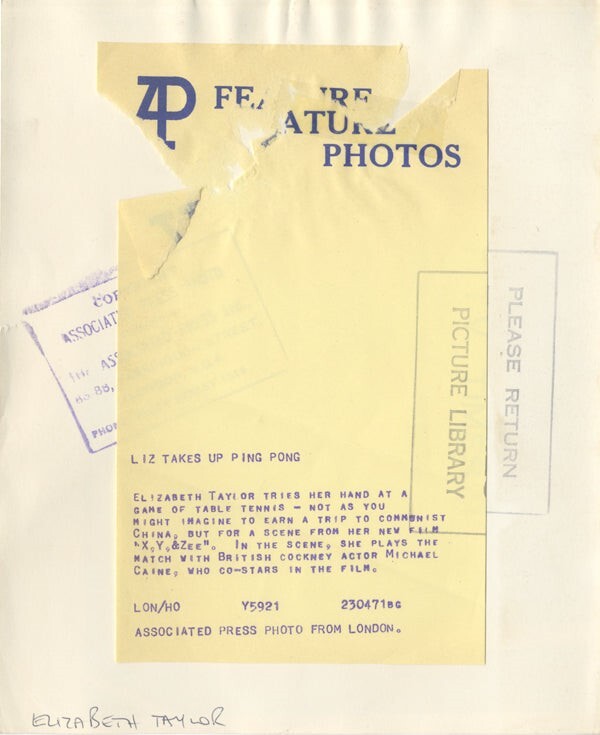 AP FEATURE
FEATURE
PHOTOS
ASSOCIAT
PLEASE RETURN
PICTURE LIBRARY
LIZ TAKES UP PING PONG
ELIZABETH TAYLOR TRIES HER HAND AT A
GAME OF TABLE TENNIS - NOT AS YOU
MIGHT IMAGINE TO EARN A TRIP TO COMMUNIST
CHINA, BUT FOR A SCENE FROM HER NEW FILM
"X,Y,&ZEE". IN THE SCENE, SHE PLAYS THE
MATCH WITH BRITISH COCKNEY ACTOR MICHAEL
CAINE, WHO CO-STARS IN THE FILM.
LON/HO Y5921 230471BG
ASSOCIATED PRESS PHOTO FROM LONDON.
ELIZABETH TAYLOR